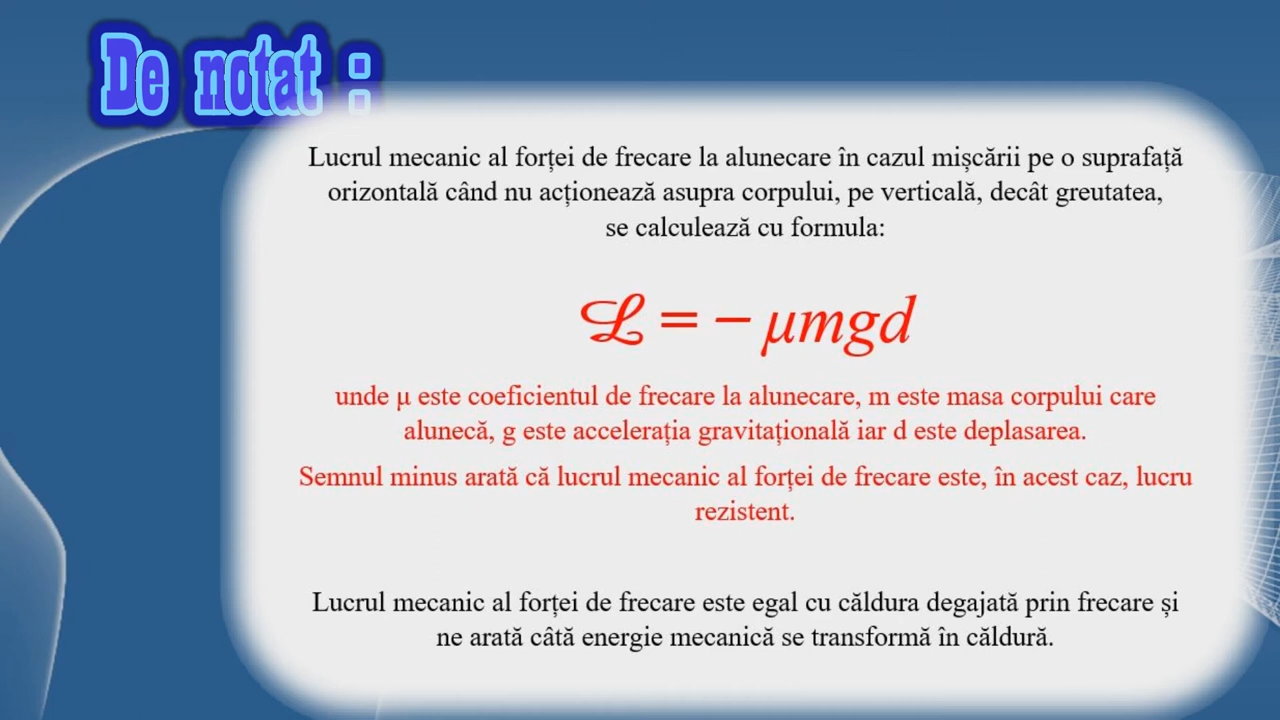 De notat :
Lucrul mecanic al forței de frecare la alunecare în cazul mișcării pe o suprafață
orizontală când nu acționează asupra corpului, pe verticală, decât greutatea,
se calculează cu formula:
ℒ = − μmgd
unde μ este coeficientul de frecare la alunecare, m este masa corpului care
alunecă, g este accelerația gravitațională iar d este deplasarea.
Semnul minus arată că lucrul mecanic al forței de frecare este, în acest caz, lucru
rezistent.
Lucrul mecanic al forței de frecare este egal cu căldura degajată prin frecare și
ne arată câtă energie mecanică se transformă în căldură.